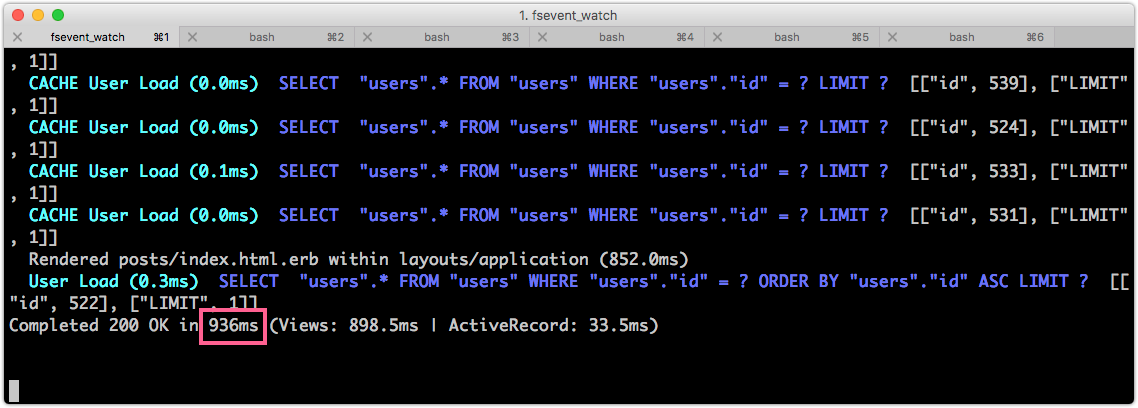 1. fsevent_watch
fsevent_watch ⌘1 bash ⌘2 bash ⌘3 bash ⌘4 bash ⌘5 bash ⌘6
, 1]]
CACHE User Load (0.0ms)  SELECT  "users".* FROM "users" WHERE "users"."id" = ? LIMIT ?  [["id", 539], ["LIMIT"
, 1]]
CACHE User Load (0.0ms)  SELECT  "users".* FROM "users" WHERE "users"."id" = ? LIMIT ?  [["id", 524], ["LIMIT"
, 1]]
CACHE User Load (0.1ms)  SELECT  "users".* FROM "users" WHERE "users"."id" = ? LIMIT ?  [["id", 533], ["LIMIT"
, 1]]
CACHE User Load (0.0ms)  SELECT  "users".* FROM "users" WHERE "users"."id" = ? LIMIT ?  [["id", 531], ["LIMIT"
, 1]]
Rendered posts/index.html.erb within layouts/application (852.0ms)
User Load (0.3ms)  SELECT  "users".* FROM "users" WHERE "users"."id" = ? ORDER BY "users"."id" ASC LIMIT ?  [[
"id", 522], ["LIMIT", 1]]
Completed 200 OK in 936ms (Views: 898.5ms | ActiveRecord: 33.5ms)